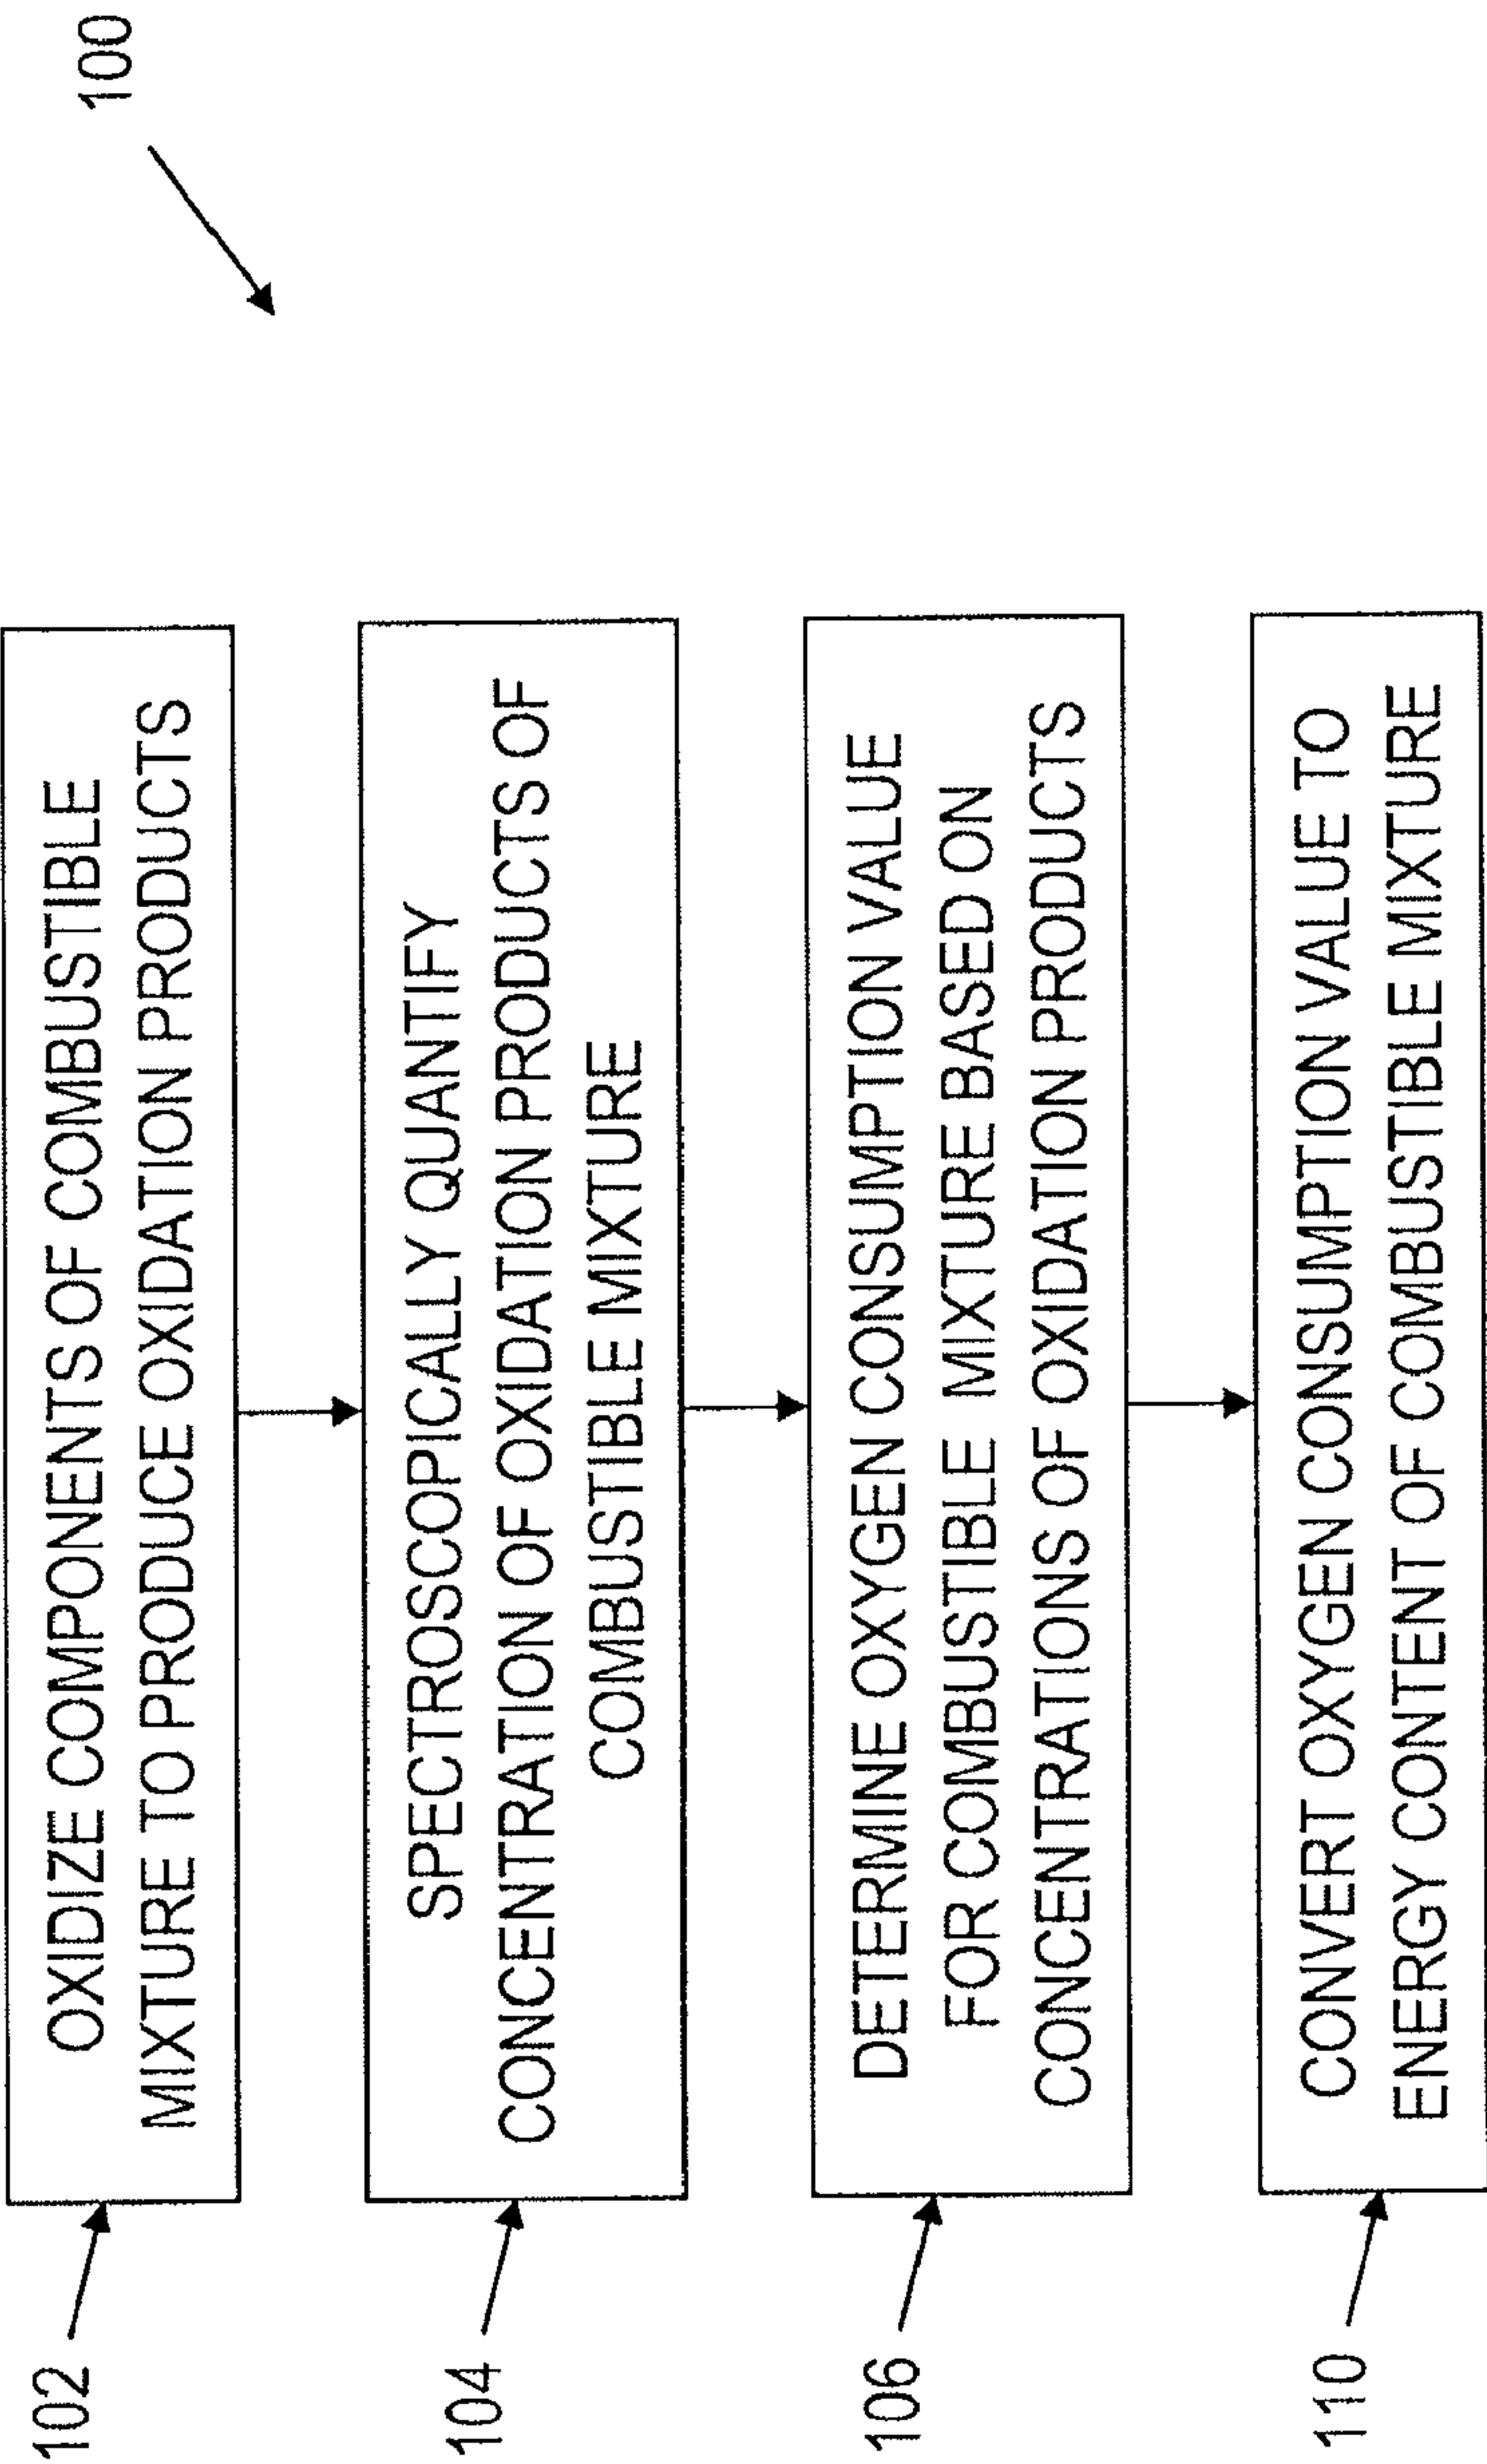 100
102
OXIDIZE COMPONENTS OF COMBUSTIBLE
MIXTURE TO PRODUCE OXIDATION PRODUCTS
104
SPECTROSCOPICALLY QUANTIFY
CONCENTRATION OF OXIDATION PRODUCTS OF
COMBUSTIBLE MIXTURE
106
DETERMINE OXYGEN CONSUMPTION VALUE
FOR COMBUSTIBLE MIXTURE BASED ON
CONCENTRATIONS OF OXIDATION PRODUCTS
110
CONVERT OXYGEN CONSUMPTION VALUE TO
ENERGY CONTENT OF COMBUSTIBLE MIXTURE